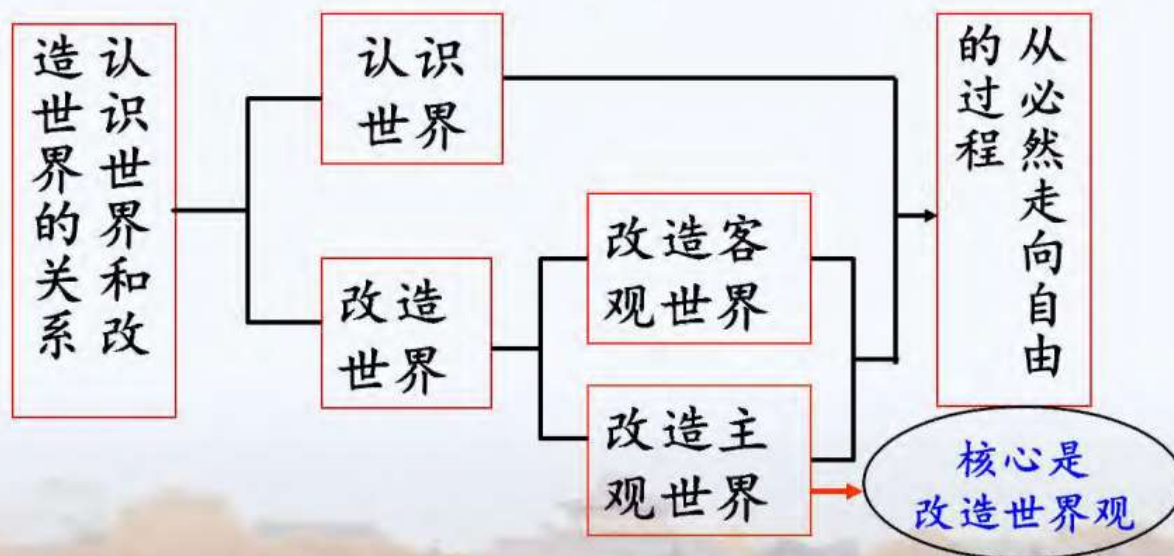 认识世界和改
造世界的关系
认识
世界
改造
世界
改造客
观世界
改造主
观世界
从必然走向自由
的过程
核心是
改造世界观